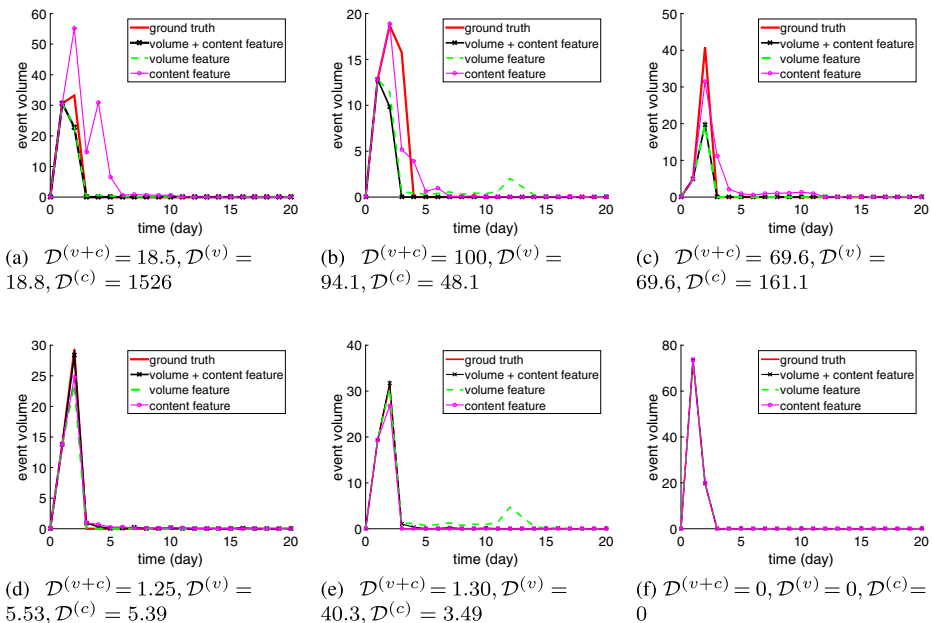 60
50
40
30
20
10
0
event volume
ground truth
volume + content feature
volume feature
content feature
0 5 10 15 20
time (day)
20
15
10
5
0
event volume
ground truth
volume + content feature
volume feature
content feature
0 5 10 15 20
time (day)
50
40
30
20
10
0
event volume
ground truth
volume + content feature
volume feature
content feature
0 5 10 15 20
time (day)
(a) 𝒟^(v+c) = 18.5, 𝒟^(v) =
18.8, 𝒟^(c) = 1526
(b) 𝒟^(v+c) = 100, 𝒟^(v) =
94.1, 𝒟^(c) = 48.1
(c) 𝒟^(v+c) = 69.6, 𝒟^(v) =
69.6, 𝒟^(c) = 161.1
30
25
20
15
10
5
0
event volume
ground truth
volume + content feature
volume feature
content feature
0 5 10 15 20
time (day)
40
30
20
10
0
event volume
groud truth
volume + content feature
volume feature
content feature
0 5 10 15 20
time (day)
80
60
40
20
0
event volume
ground truth
volume + content feature
volume feature
content feature
0 5 10 15 20
time (day)
(d) 𝒟^(v+c) = 1.25, 𝒟^(v) =
5.53, 𝒟^(c) = 5.39
(e) 𝒟^(v+c) = 1.30, 𝒟^(v) =
40.3, 𝒟^(c) = 3.49
(f) 𝒟^(v+c) = 0, 𝒟^(v) = 0, 𝒟^(c) =
0